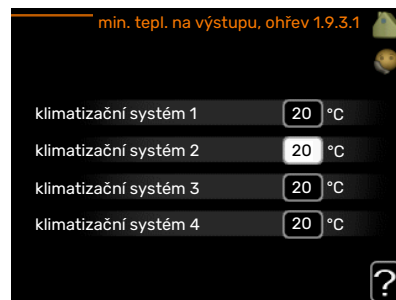 min. tepl. na výstupu, ohřev 1.9.3.1
klimatizační systém 1 20 °C
klimatizační systém 2 20 °C
klimatizační systém 3 20 °C
klimatizační systém 4 20 °C
?